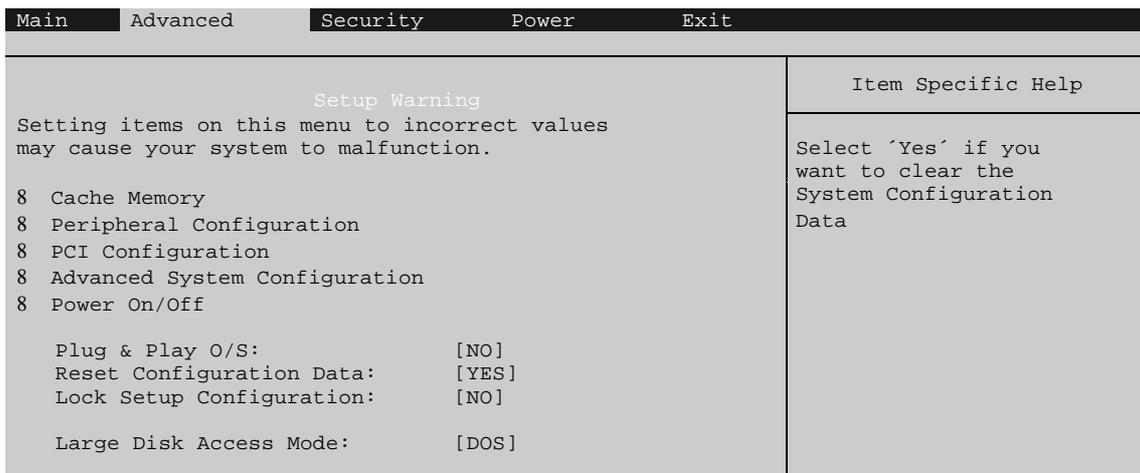 Main Advanced Security Power Exit
Setup Warning
Setting items on this menu to incorrect values
may cause your system to malfunction.
8 Cache Memory
8 Peripheral Configuration
8 PCI Configuration
8 Advanced System Configuration
8 Power On/Off
Plug & Play O/S: [NO]
Reset Configuration Data: [YES]
Lock Setup Configuration: [NO]
Large Disk Access Mode: [DOS]
Item Specific Help
Select ´Yes´ if you
want to clear the
System Configuration
Data